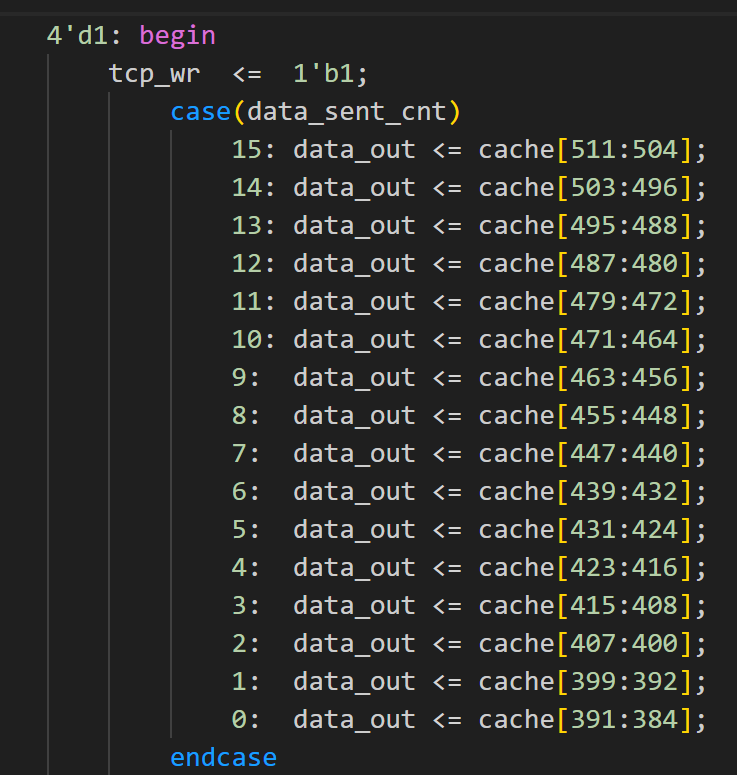 4'd1: begin
tcp_wr  <=  1'b1;
case(data_sent_cnt)
15: data_out <= cache[511:504];
14: data_out <= cache[503:496];
13: data_out <= cache[495:488];
12: data_out <= cache[487:480];
11: data_out <= cache[479:472];
10: data_out <= cache[471:464];
9:  data_out <= cache[463:456];
8:  data_out <= cache[455:448];
7:  data_out <= cache[447:440];
6:  data_out <= cache[439:432];
5:  data_out <= cache[431:424];
4:  data_out <= cache[423:416];
3:  data_out <= cache[415:408];
2:  data_out <= cache[407:400];
1:  data_out <= cache[399:392];
0:  data_out <= cache[391:384];
endcase